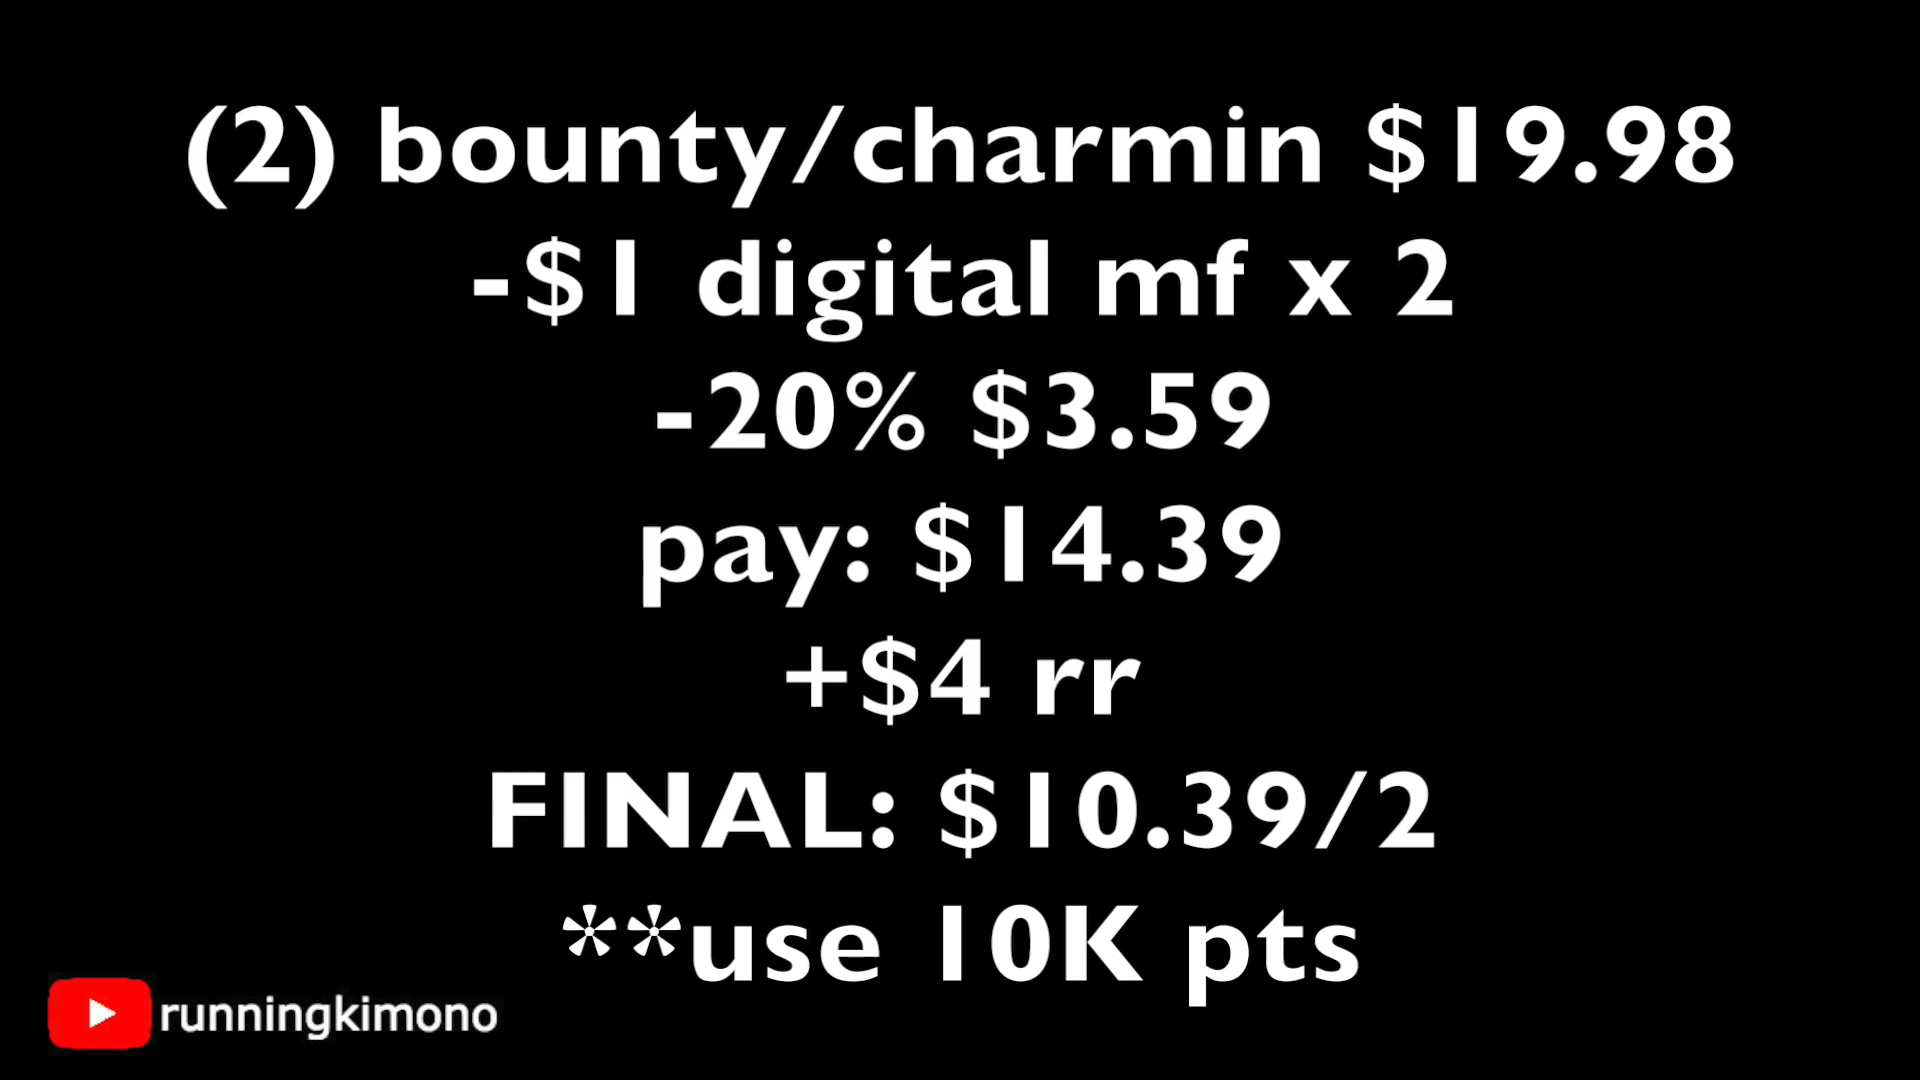 (2) bounty/charmin $19.98
-$1 digital mf x 2
-20% $3.59
pay: $14.39
+$4 rr
FINAL: $10.39/2
**use 10K pts
runningkimono